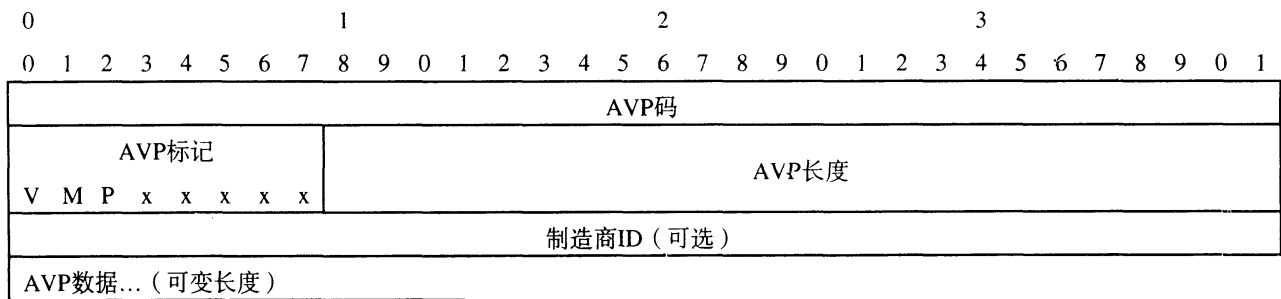 0 1 2 3
0 1 2 3 4 5 6 7 8 9 0 1 2 3 4 5 6 7 8 9 0 1 2 3 4 5 6 7 8 9 0 1
AVP码
AVP标记
AVP长度
V M P x x x x x
制造商ID（可选）
AVP数据…（可变长度）